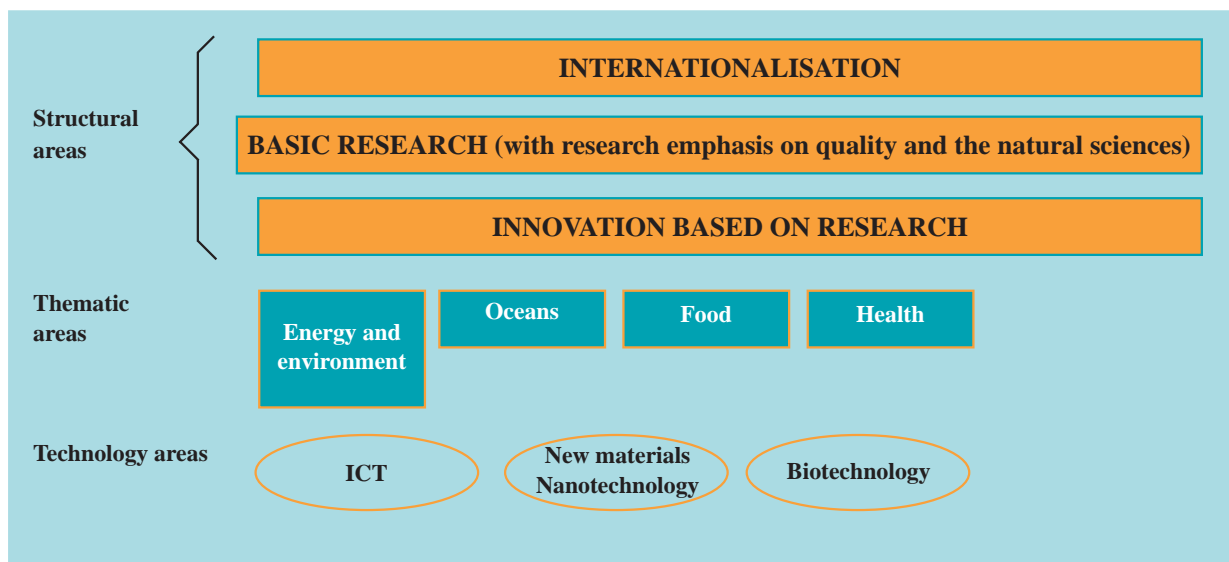 INTERNATIONALISATION
Structural
areas
BASIC RESEARCH (with research emphasis on quality and the natural sciences)
INNOVATION BASED ON RESEARCH
Thematic
areas
Energy and
environment
Oceans
Food
Health
Technology areas
ICT
New materials
Nanotechnology
Biotechnology